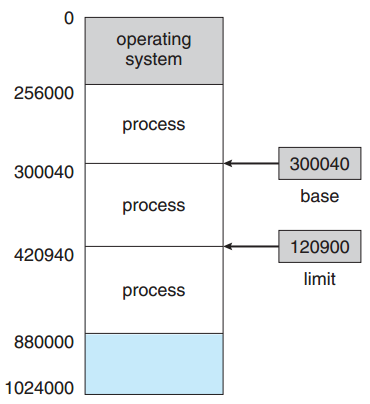 0
operating
system
256000
process
300040
300040
base
process
420940
120900
limit
process
880000
1024000